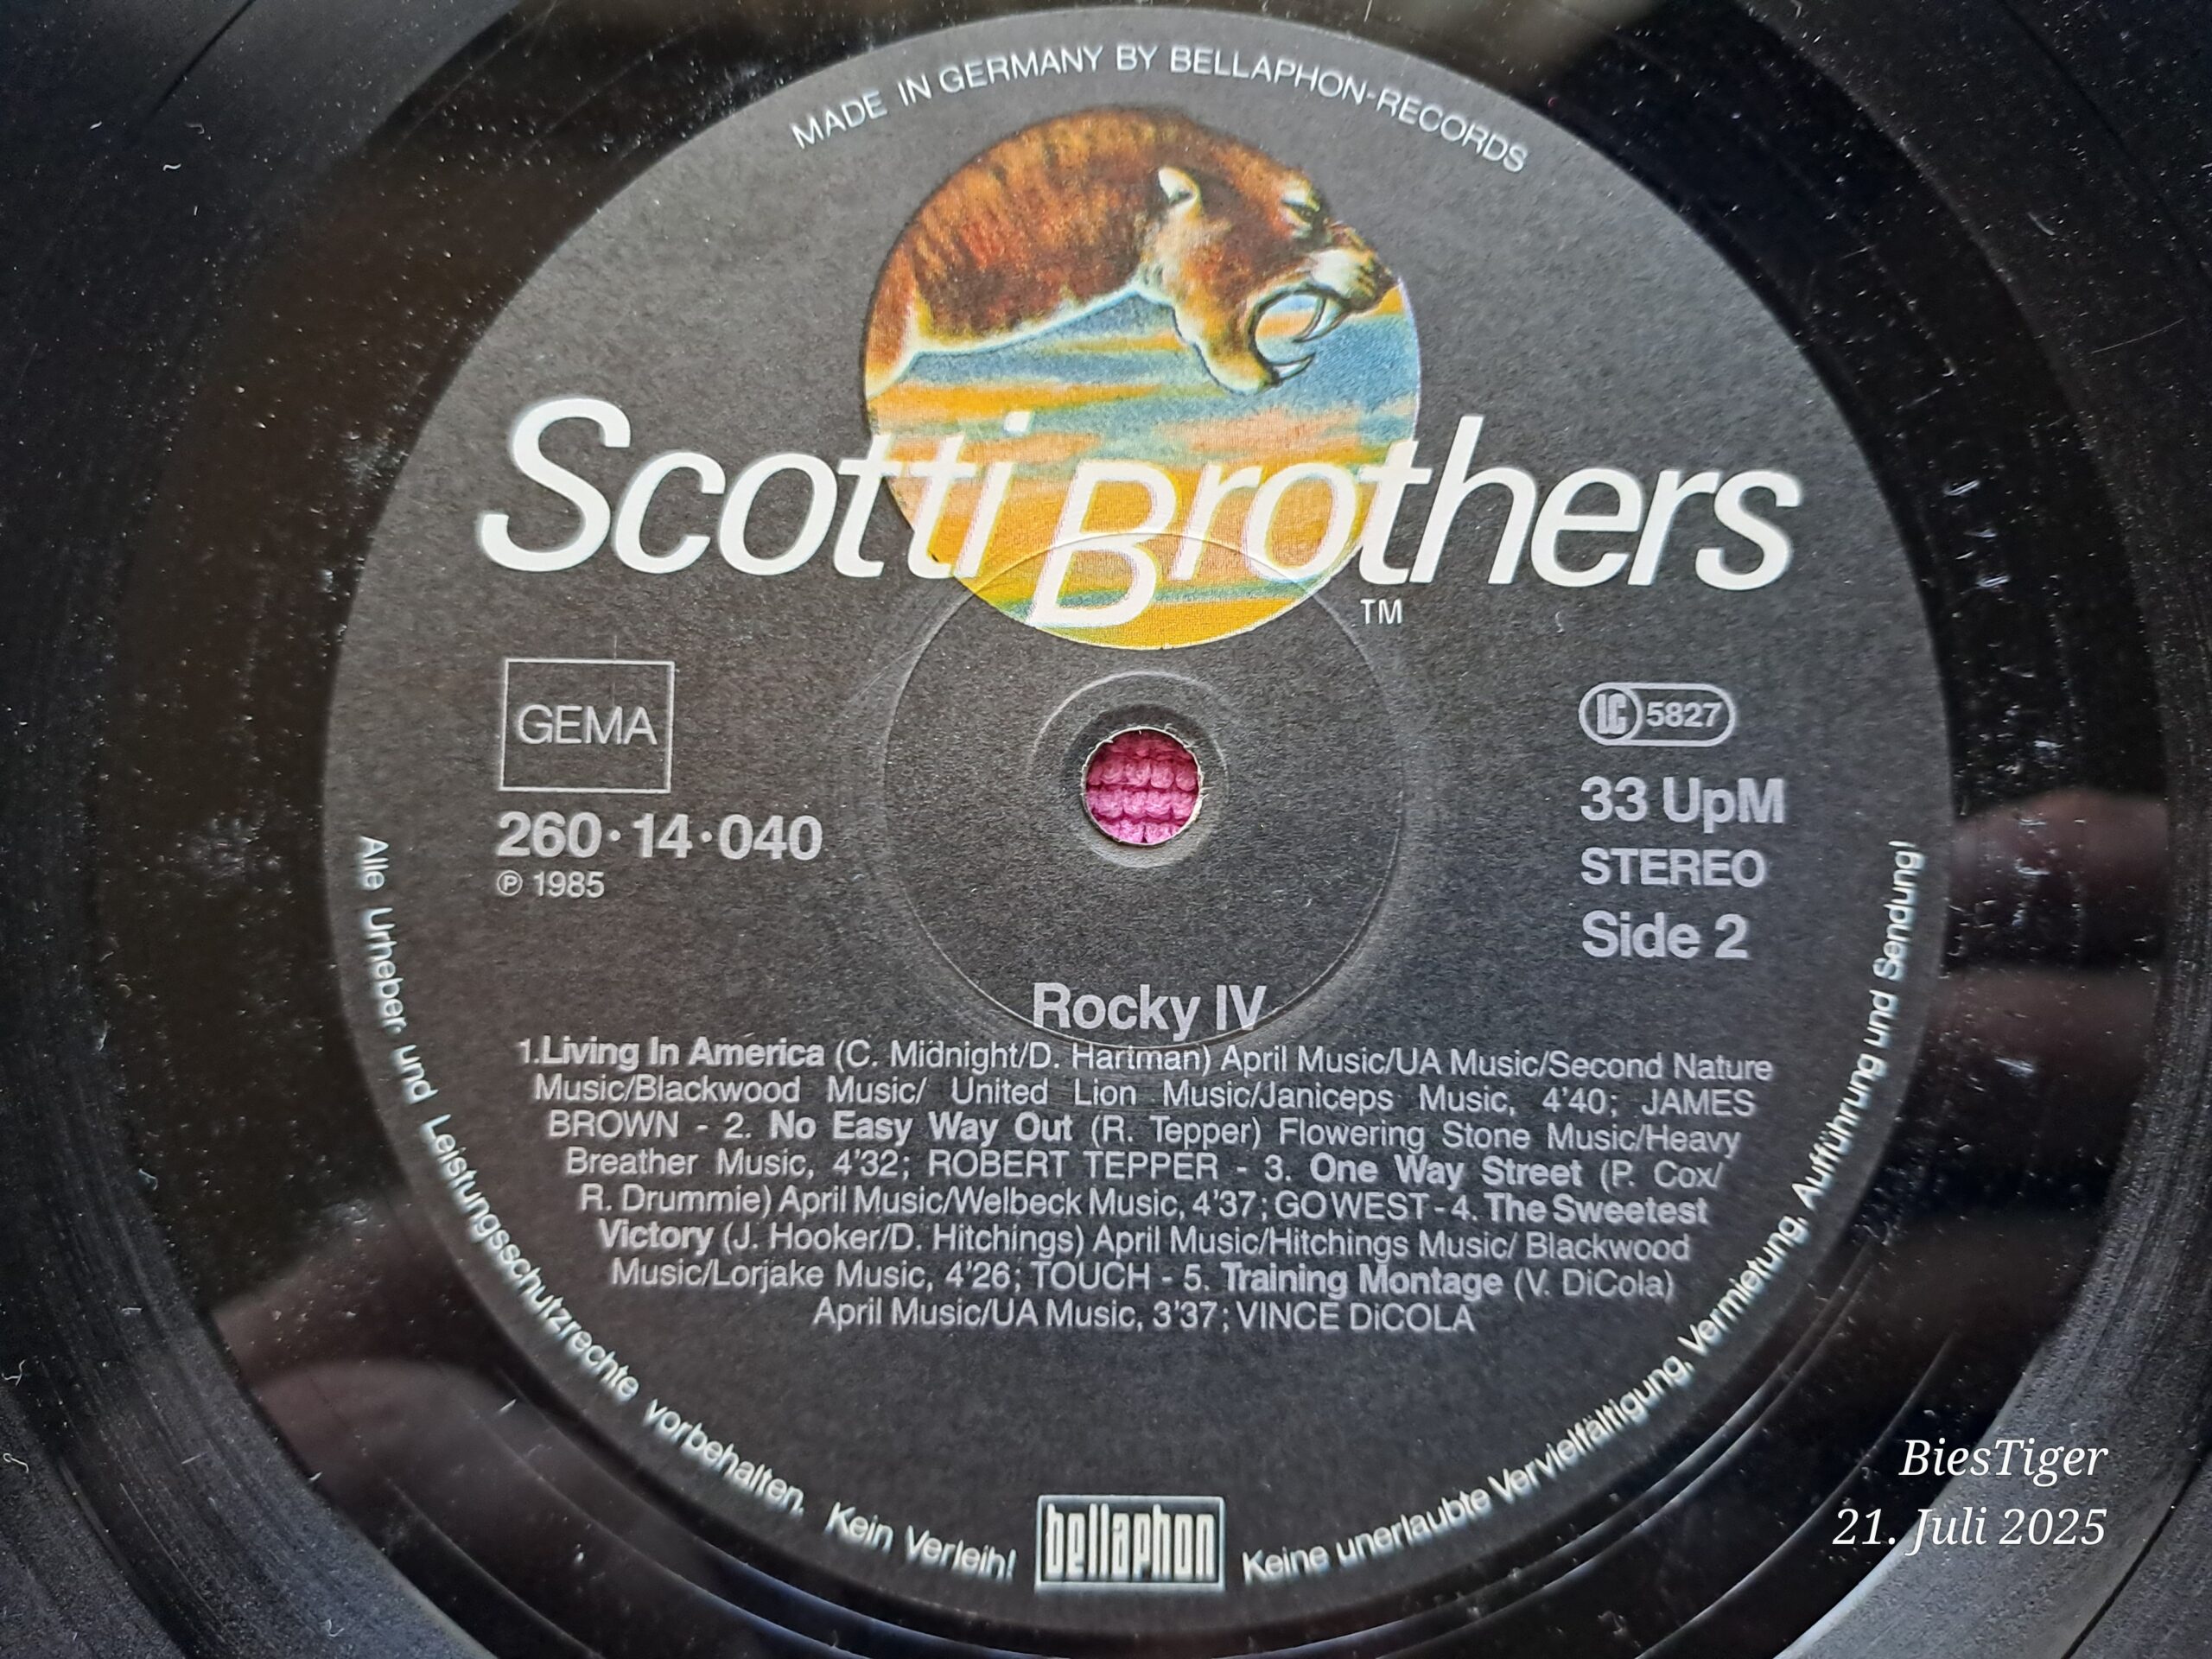 MADE IN GERMANY BY BELLAPHON-RECORDS
Scotti Brothers
TM
GEMA
260·14·040
℗ 1985
LC 5827
33 UpM
STEREO
Side 2
Rocky IV
1.Living In America (C. Midnight/D. Hartman) April Music/UA Music/Second Nature
Music/Blackwood Music/ United Lion Music/Janiceps Music, 4'40; JAMES
BROWN - 2. No Easy Way Out (R. Tepper) Flowering Stone Music/Heavy
Breather Music, 4'32; ROBERT TEPPER - 3. One Way Street (P. Cox/
R. Drummie) April Music/Welbeck Music, 4'37; GO WEST - 4. The Sweetest
Victory (J. Hooker/D. Hitchings) April Music/Hitchings Music/ Blackwood
Music/Lorjake Music, 4'26; TOUCH - 5. Training Montage (V. DiCola)
April Music/UA Music, 3'37; VINCE DiCOLA
Alle Urheber und Leistungsschutzrechte vorbehalten. Kein Verleih!
bellaphon
Keine unerlaubte Vervielfältigung, Vermietung, Aufführung und Sendung!
BiesTiger
21. Juli 2025